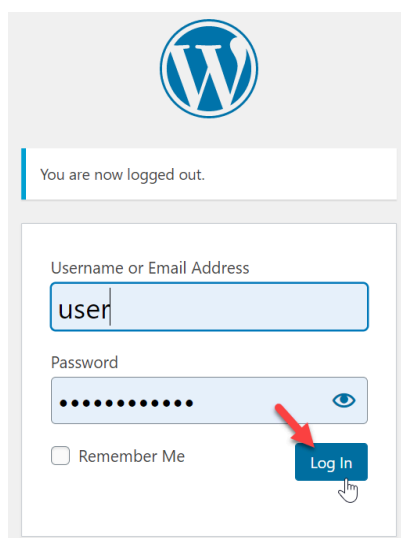 You are now logged out.
Username or Email Address
user
Password
••••••••••••
Remember Me
Log In